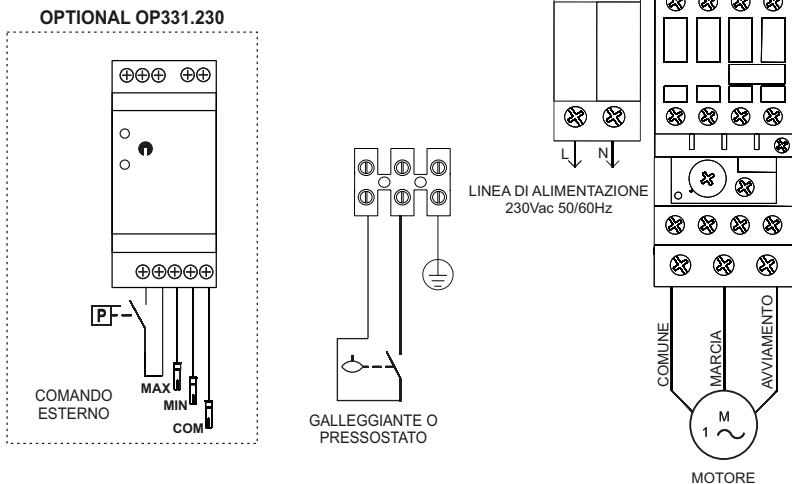 OPTIONAL OP331.230
P
COMANDO
ESTERNO
MAX
MIN
COM
GALLEGGIANTE O
PRESSOSTATO
L
N
LINEA DI ALIMENTAZIONE
230Vac 50/60Hz
COMUNE
MARCIA
AVVIAMENTO
M
1
MOTORE